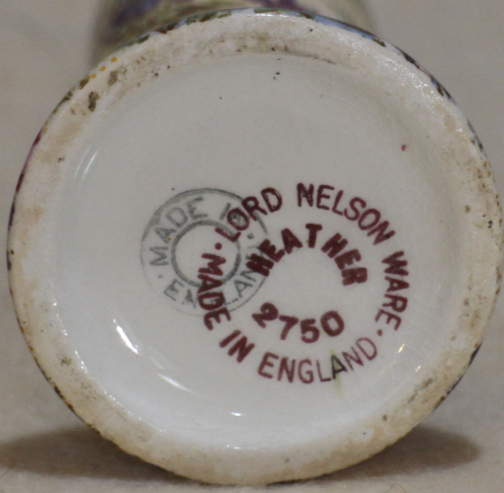 LORD NELSON WARE.
HEATHER
2750
· MADE IN ENGLAND ·
MADE IN
ENGLAND